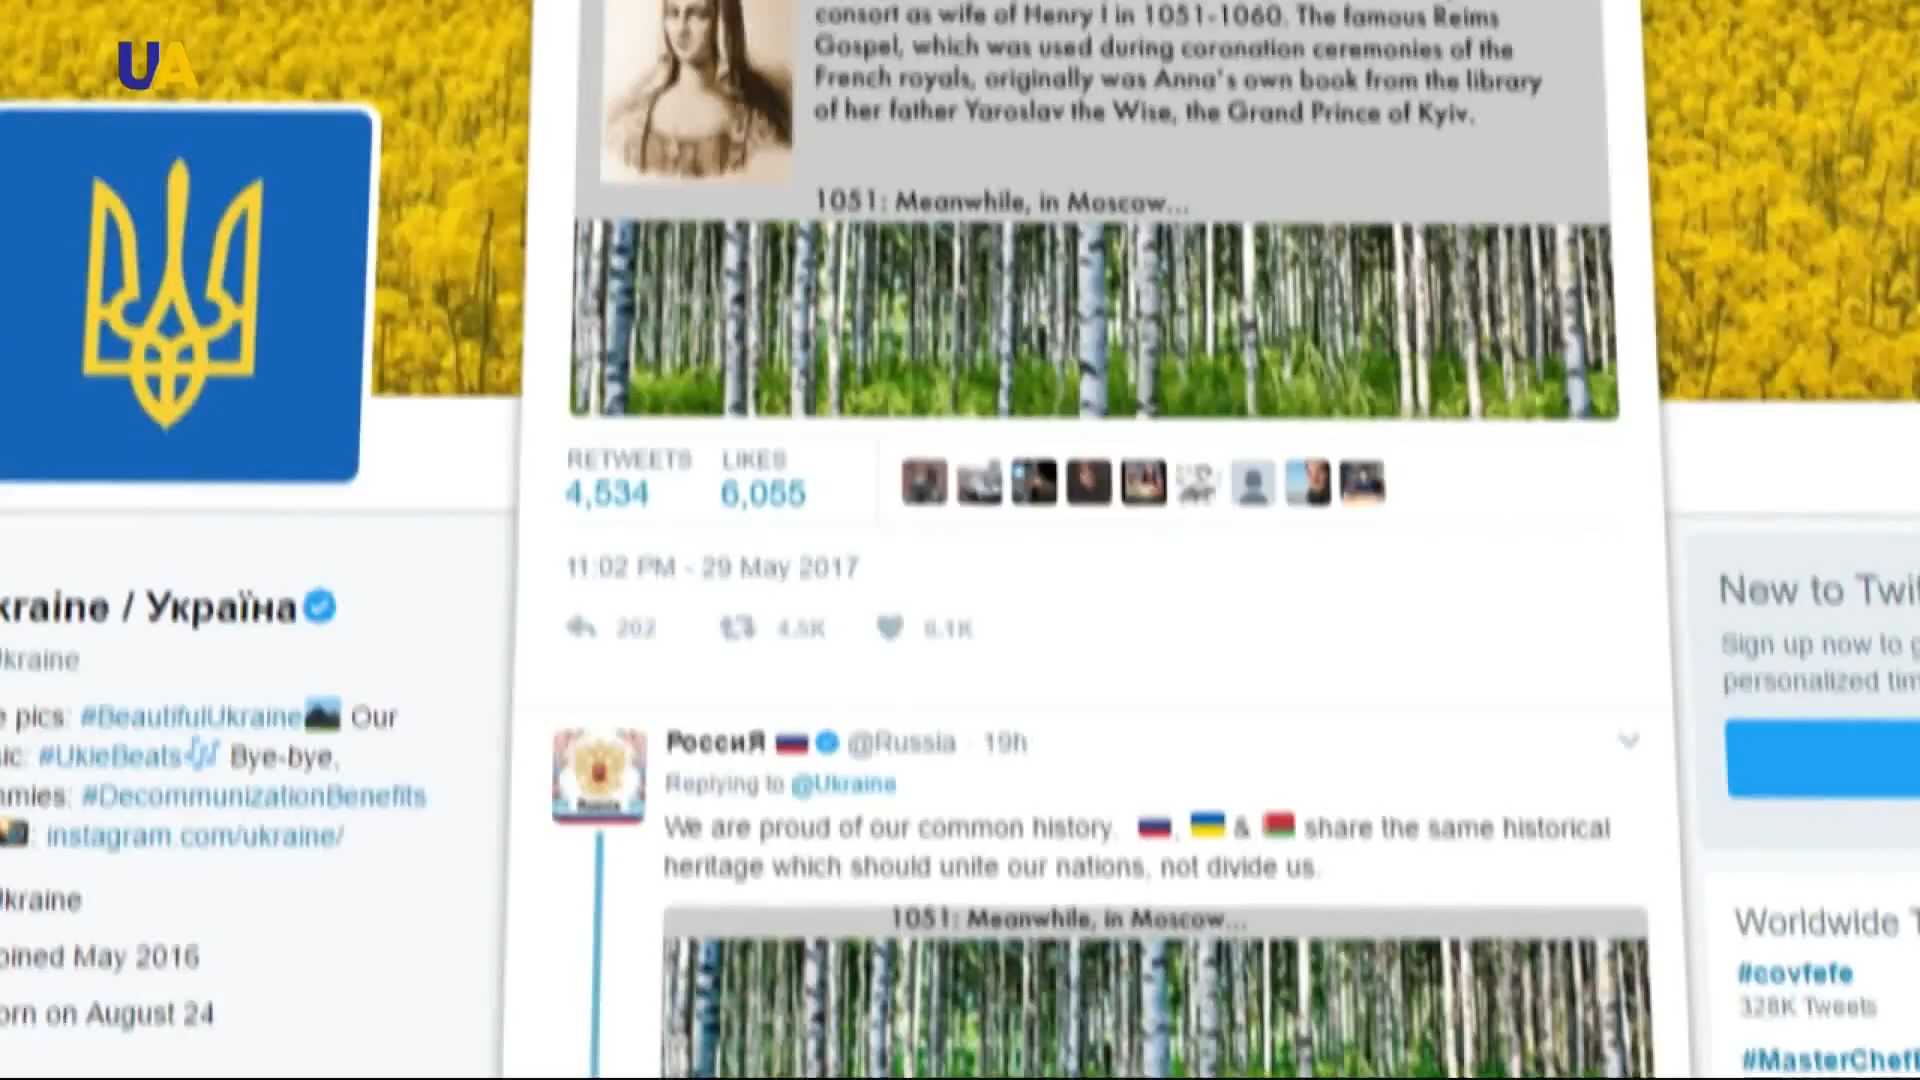 UA
consort as wife of Henry I in 1051-1060. The famous Reims
Gospel, which was used during coronation ceremonies of the
French royals, originally was Anna's own book from the library
of her father Yaroslav the Wise, the Grand Prince of Kyiv.
1051: Meanwhile, in Moscow...
RETWEETS LIKES
4,534 6,055
11:02 PM - 29 May 2017
202 4.5K 6.1K
kraine / Україна
kraine
pics: #BeautifulUkraine Our
ic: #UkieBeats Bye-bye,
mmies: #DecommunizationBenefits
: instagram.com/ukraine/
kraine
oined May 2016
orn on August 24
РоссиЯ @Russia · 19h
Replying to @Ukraine
We are proud of our common history. , & share the same historical
heritage which should unite our nations, not divide us.
1051: Meanwhile, in Moscow...
New to Twi
Sign up now to g
personalized tim
Worldwide T
#covfefe
328K Tweets
#MasterChef